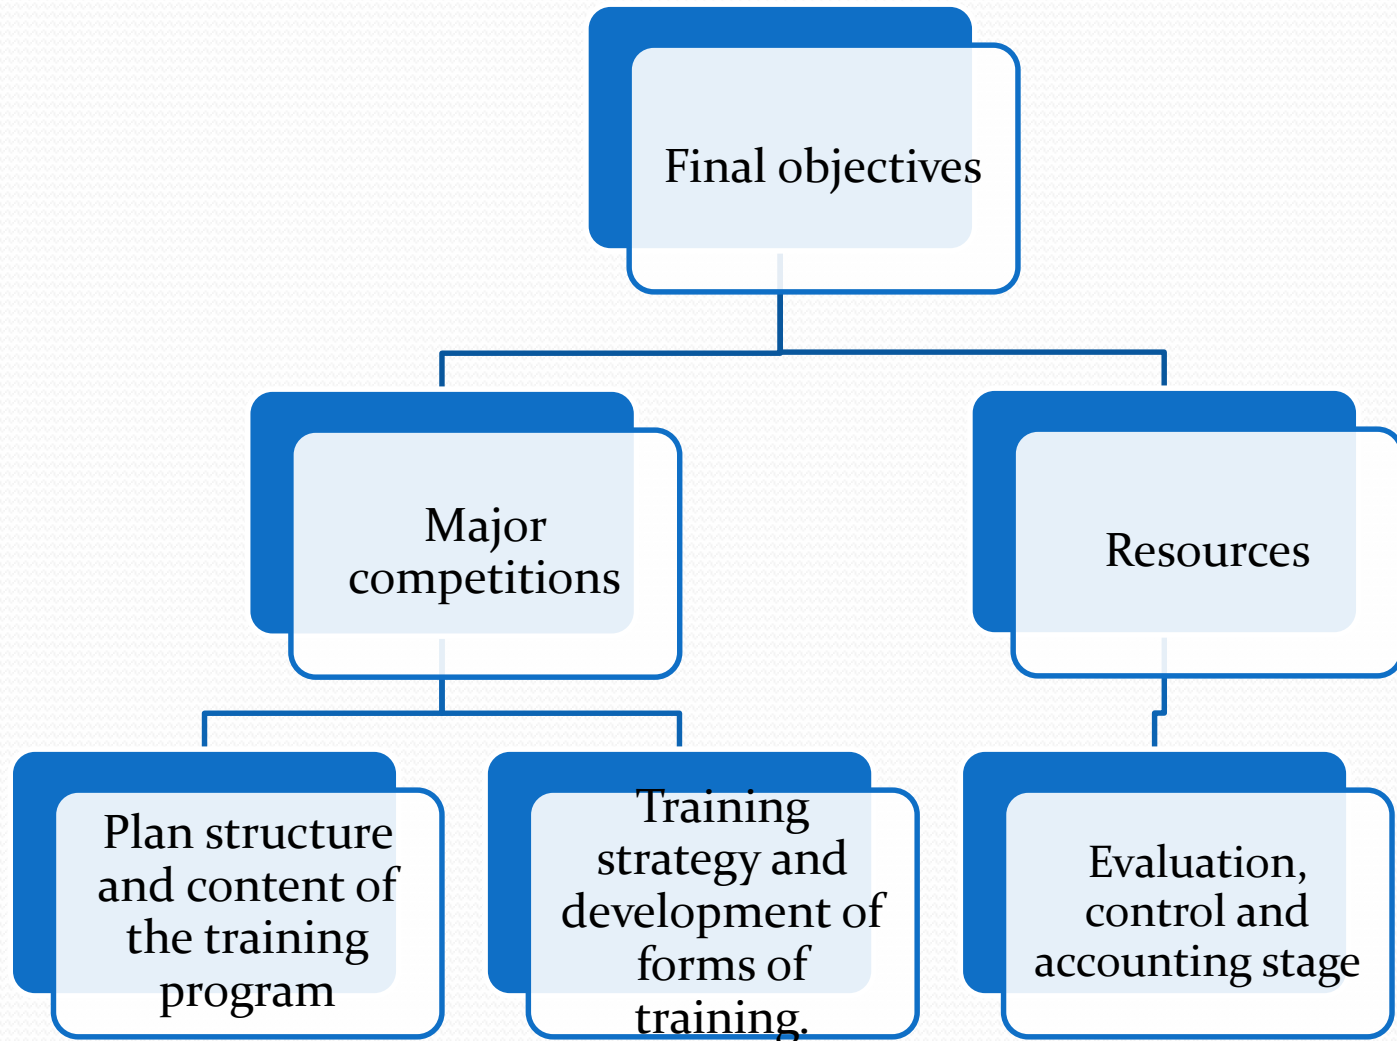 Final objectives
Major
competitions
Resources
Plan structure
and content of
the training
program
Training
strategy and
development of
forms of
training.
Evaluation,
control and
accounting stage